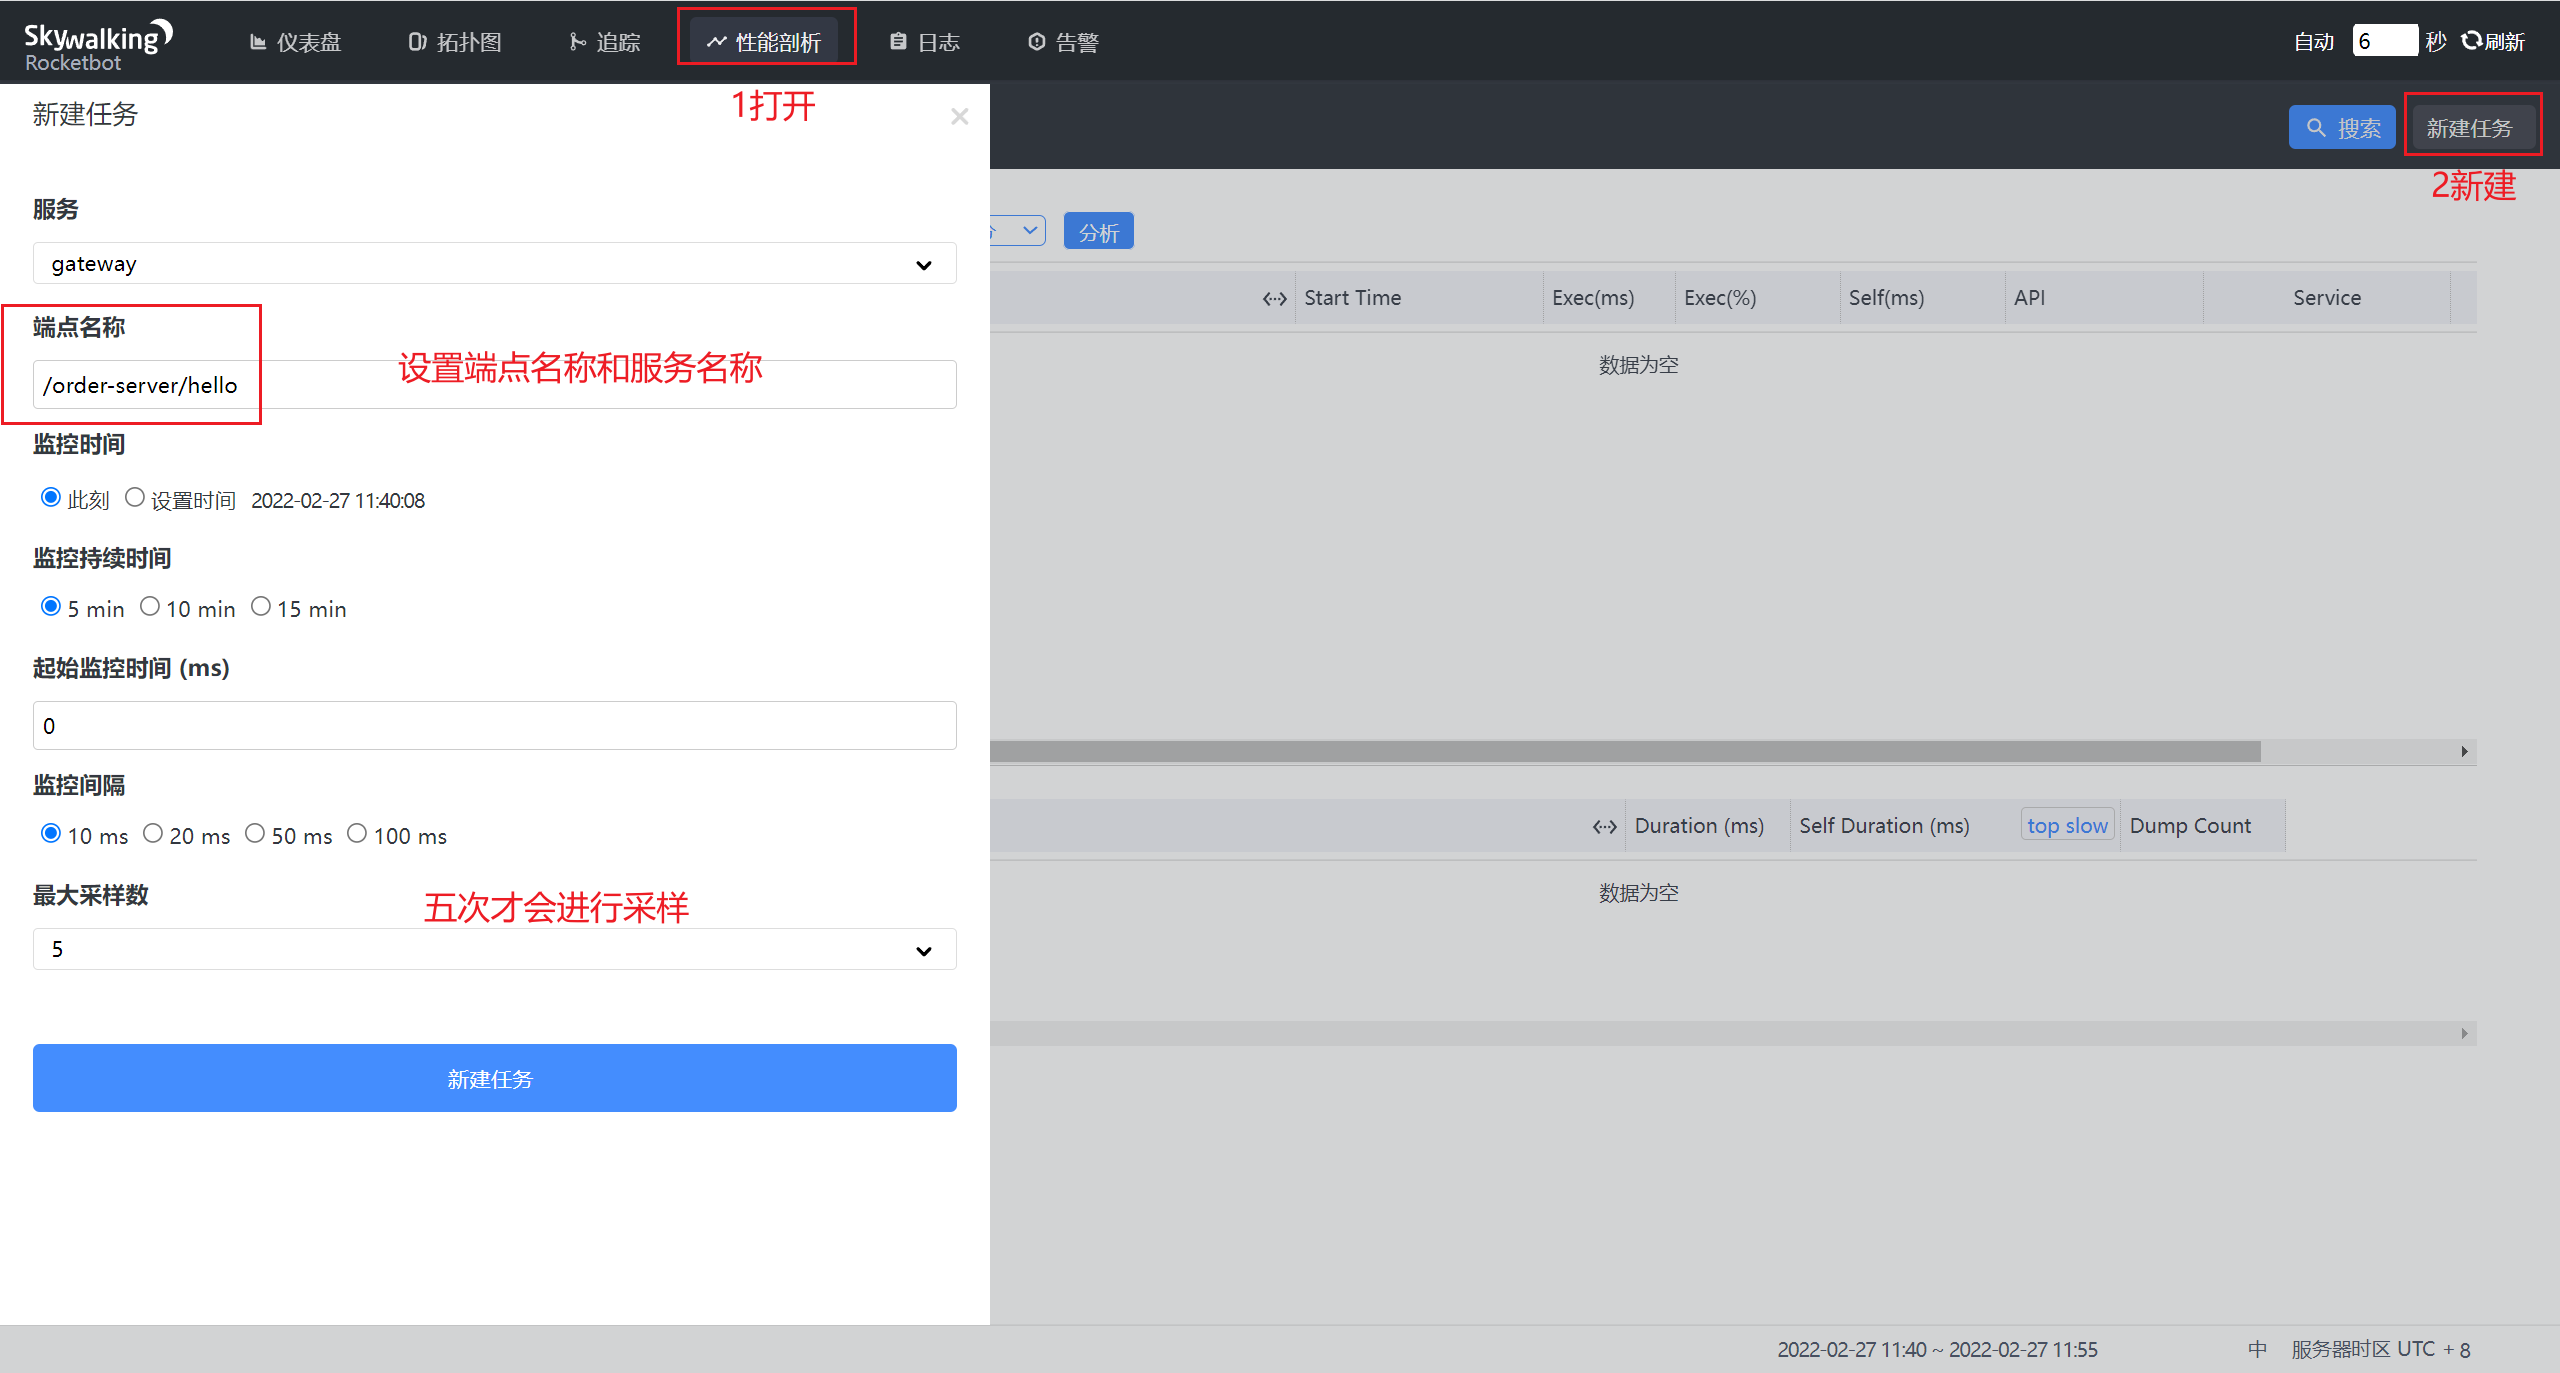 Skywalking
Rocketbot
仪表盘
拓扑图
追踪
性能剖析
日志
告警
自动 6 秒 刷新
1打开
新建任务
搜索
新建任务
2新建
服务
gateway
分析
端点名称
/order-server/hello
设置端点名称和服务名称
监控时间
此刻 设置时间 2022-02-27 11:40:08
监控持续时间
5 min 10 min 15 min
起始监控时间 (ms)
0
监控间隔
10 ms 20 ms 50 ms 100 ms
最大采样数
五次才会进行采样
5
新建任务
Start Time Exec(ms) Exec(%) Self(ms) API Service
数据为空
Duration (ms) Self Duration (ms) top slow Dump Count
数据为空
2022-02-27 11:40 ~ 2022-02-27 11:55
中
服务器时区 UTC + 8